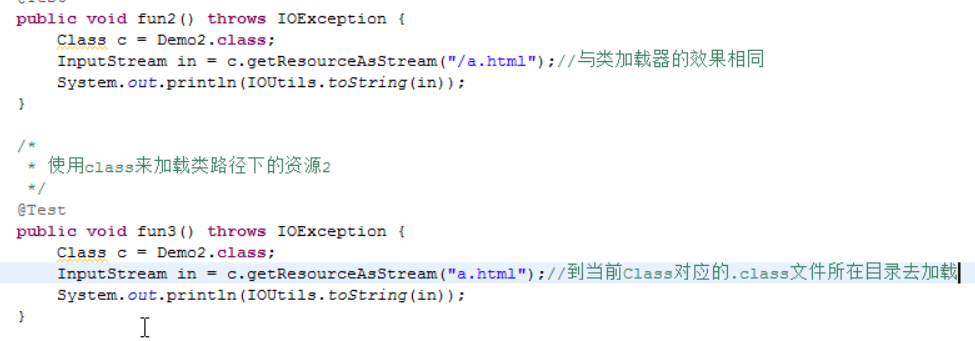 @Test
public void fun2() throws IOException {
Class c = Demo2.class;
InputStream in = c.getResourceAsStream("/a.html");//与类加载器的效果相同
System.out.println(IOUtils.toString(in));
}
/*
* 使用class来加载类路径下的资源2
*/
@Test
public void fun3() throws IOException {
Class c = Demo2.class;
InputStream in = c.getResourceAsStream("a.html");//到当前Class对应的.class文件所在目录去加载
System.out.println(IOUtils.toString(in));
}